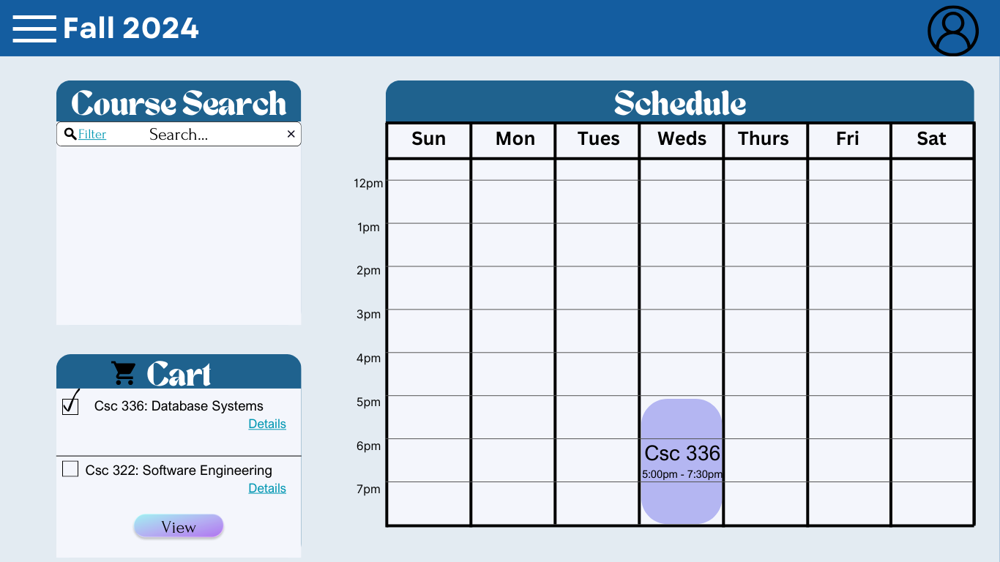 Fall 2024
Course Search
Filter Search... ×
Cart
Csc 336: Database Systems
Details
Csc 322: Software Engineering
Details
View
Schedule
Sun Mon Tues Weds Thurs Fri Sat
12pm
1pm
2pm
3pm
4pm
5pm
6pm
Csc 336
5:00pm - 7:30pm
7pm